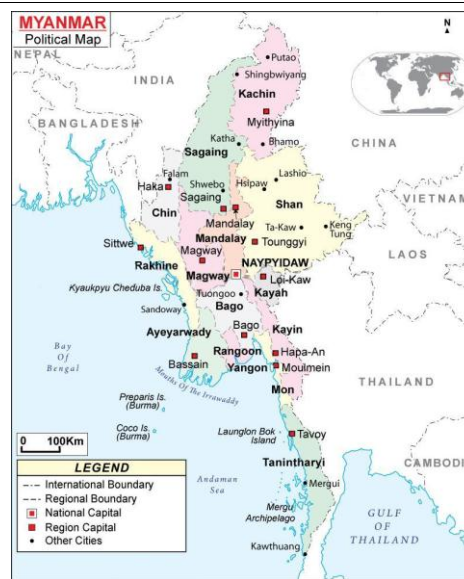 MYANMAR
Political Map
N
NEPAL
INDIA
BANGLADESH
CHINA
VIETNAM
LAOS
THAILAND
CAMBODI
Putao
Shingbwiyang
Kachin
Myithyina
Sagaing
Katha
Bhamo
Falam
Haka
Shwebo
Sagaing
Hsipaw
Lashio
Chin
Shan
Mandalay
Ta-Kaw
Keng
Tung
Sittwe
Mandalay
Tounggyi
Magway
Rakhine
NAYPYIDAW
Magway
Loi-Kaw
Kyaukpyu Cheduba Is.
Tuongoo
Kayah
Sandoway
Bago
Ayeyarwady
Bago
Kayin
Bay
Of
Bengal
Bassain
Rangoon
Yangon
Hapa-An
Moulmein
Mouths Of The Irrawaddy
Mon
Preparis Is.
(Burma)
Coco Is.
(Burma)
Launglon Bok
Island
Tavoy
Tanintharyi
0 100Km
Andaman
Sea
Mergui
Mergu
Archipelago
GULF
OF
THAILAND
Kawthuang
LEGEND
International Boundary
Regional Boundary
National Capital
Region Capital
Other Cities